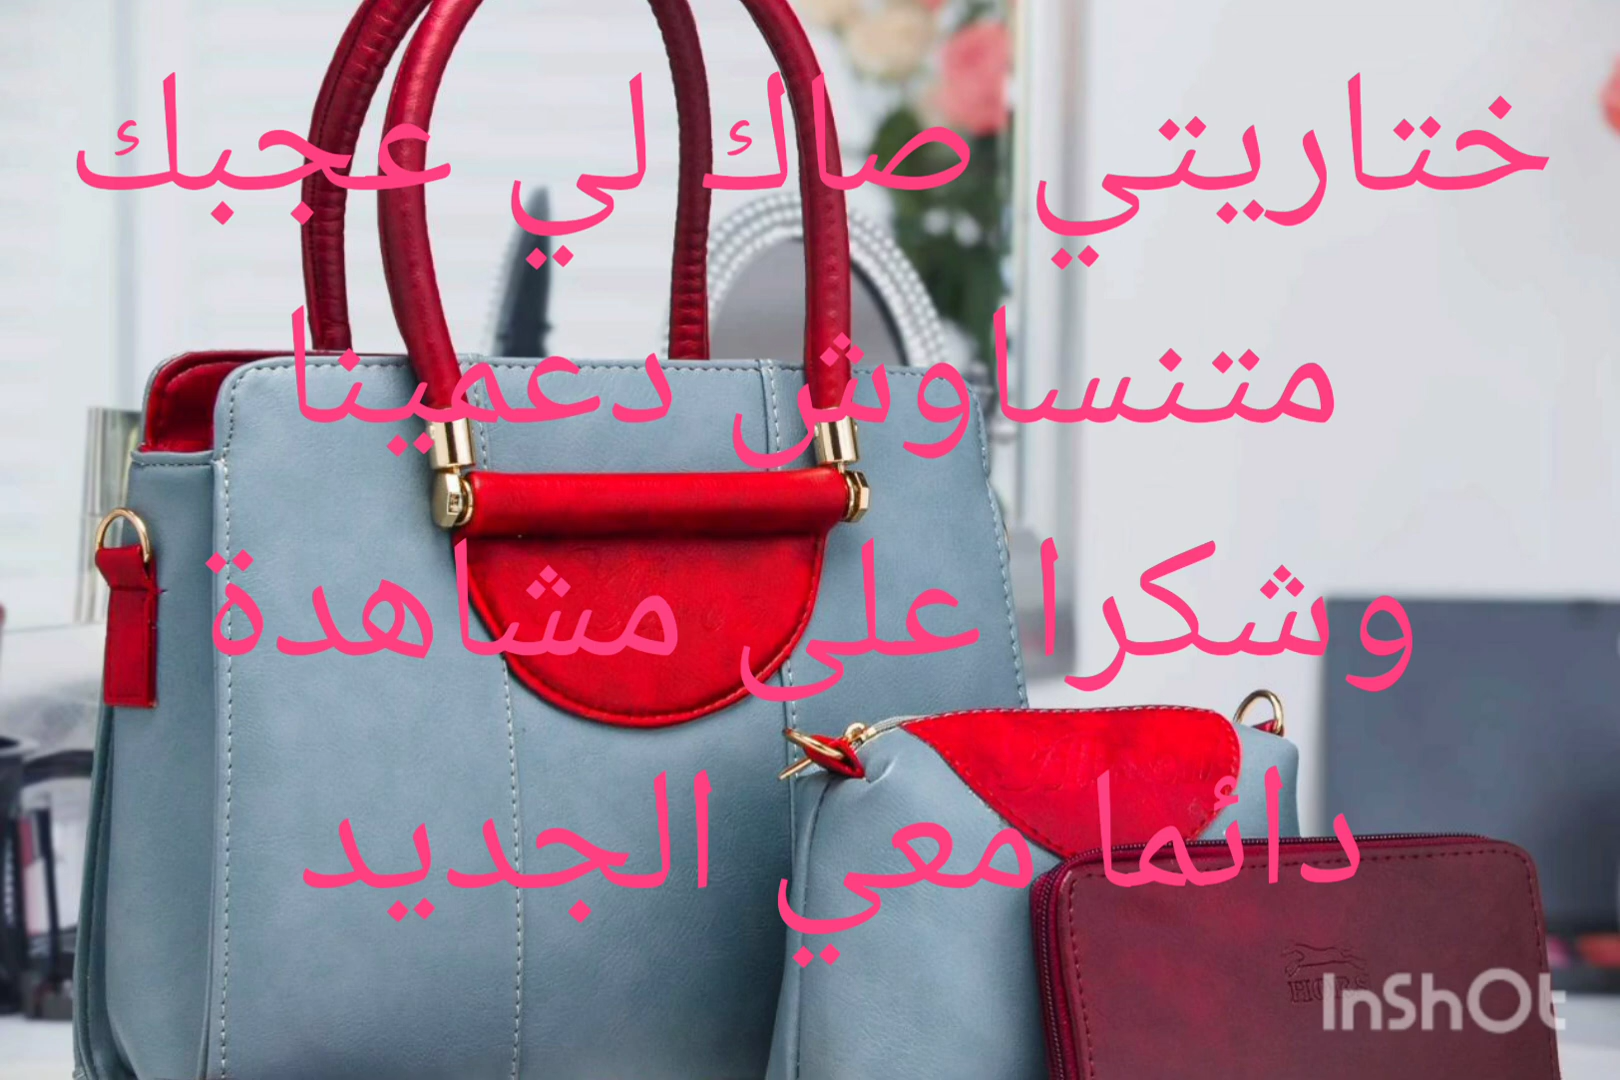 ختاريتي صاك لي عجبك
متنساوش دعمينا
وشكرا على مشاهدة
دائما معي الجديد
InShOt